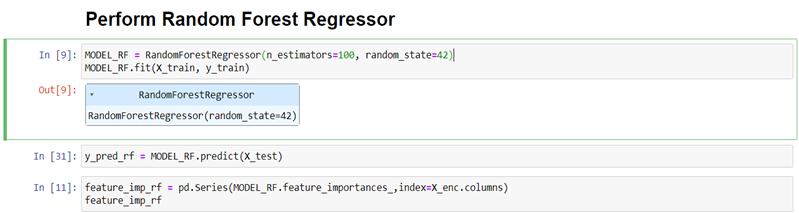 Perform Random Forest Regressor
In [9]: MODEL_RF = RandomForestRegressor(n_estimators=100, random_state=42)
MODEL_RF.fit(X_train, y_train)
Out[9]: RandomForestRegressor
RandomForestRegressor(random_state=42)
In [31]: y_pred_rf = MODEL_RF.predict(X_test)
In [11]: feature_imp_rf = pd.Series(MODEL_RF.feature_importances_,index=X_enc.columns)
feature_imp_rf